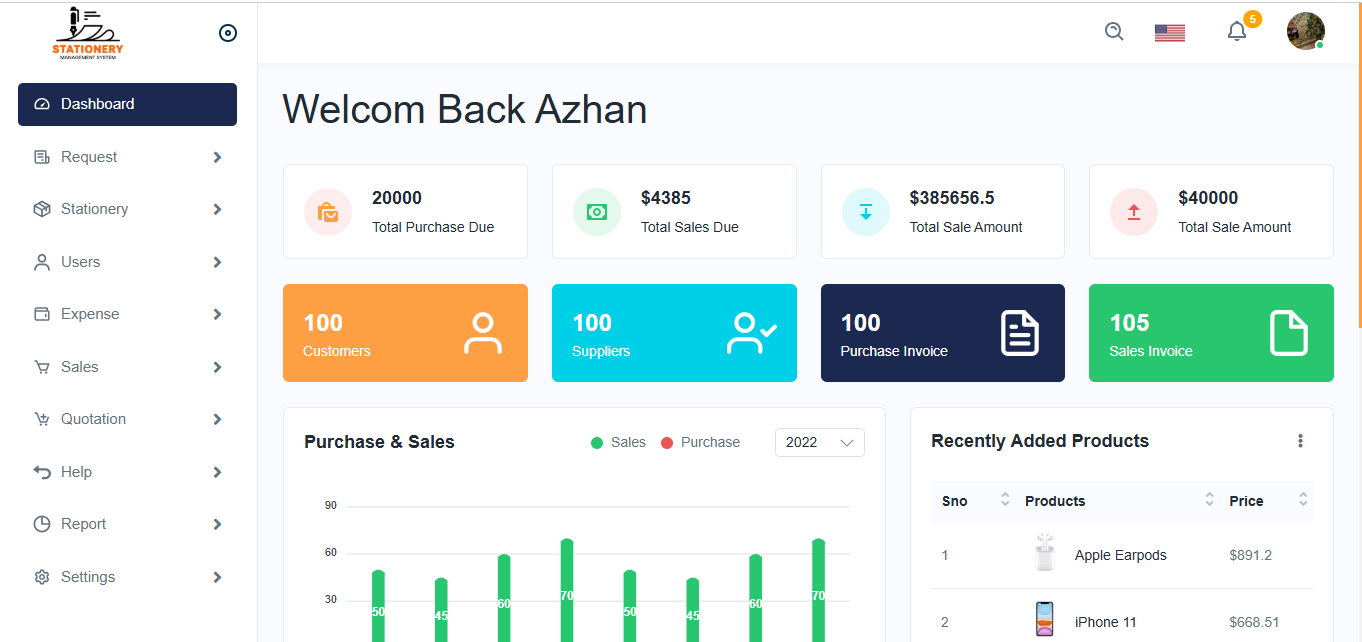 STATIONERY
MANAGEMENT SYSTEM
5
Dashboard
Request
Stationery
Users
Expense
Sales
Quotation
Help
Report
Settings
Welcom Back Azhan
20000
Total Purchase Due
$4385
Total Sales Due
$385656.5
Total Sale Amount
$40000
Total Sale Amount
100
Customers
100
Suppliers
100
Purchase Invoice
105
Sales Invoice
Purchase & Sales
Sales
Purchase
2022
90
60
30
50
45
60
70
50
45
60
70
Recently Added Products
Sno Products Price
1 Apple Earpods $891.2
2 iPhone 11 $668.51